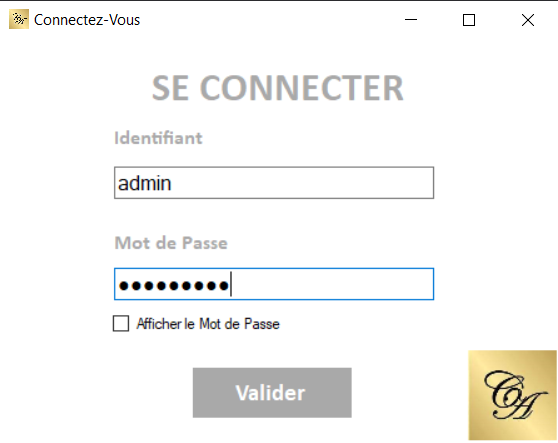 Connectez-Vous
SE CONNECTER
Identifiant
admin
Mot de Passe
●●●●●●●●●
Afficher le Mot de Passe
Valider
CA